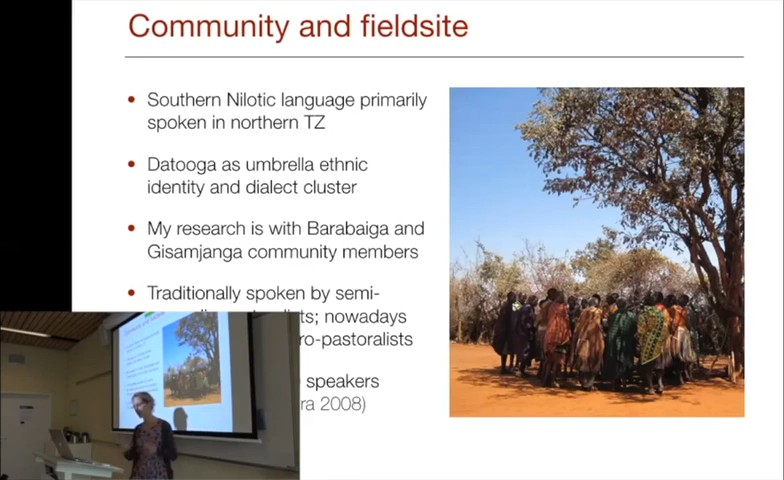 Community and fieldsite
Southern Nilotic language primarily
spoken in northern TZ
Datooga as umbrella ethnic
identity and dialect cluster
My research is with Barabaiga and
Gisamjanga community members
Traditionally spoken by semi-
nowadays
ro-pastoralists
speakers
ra 2008)